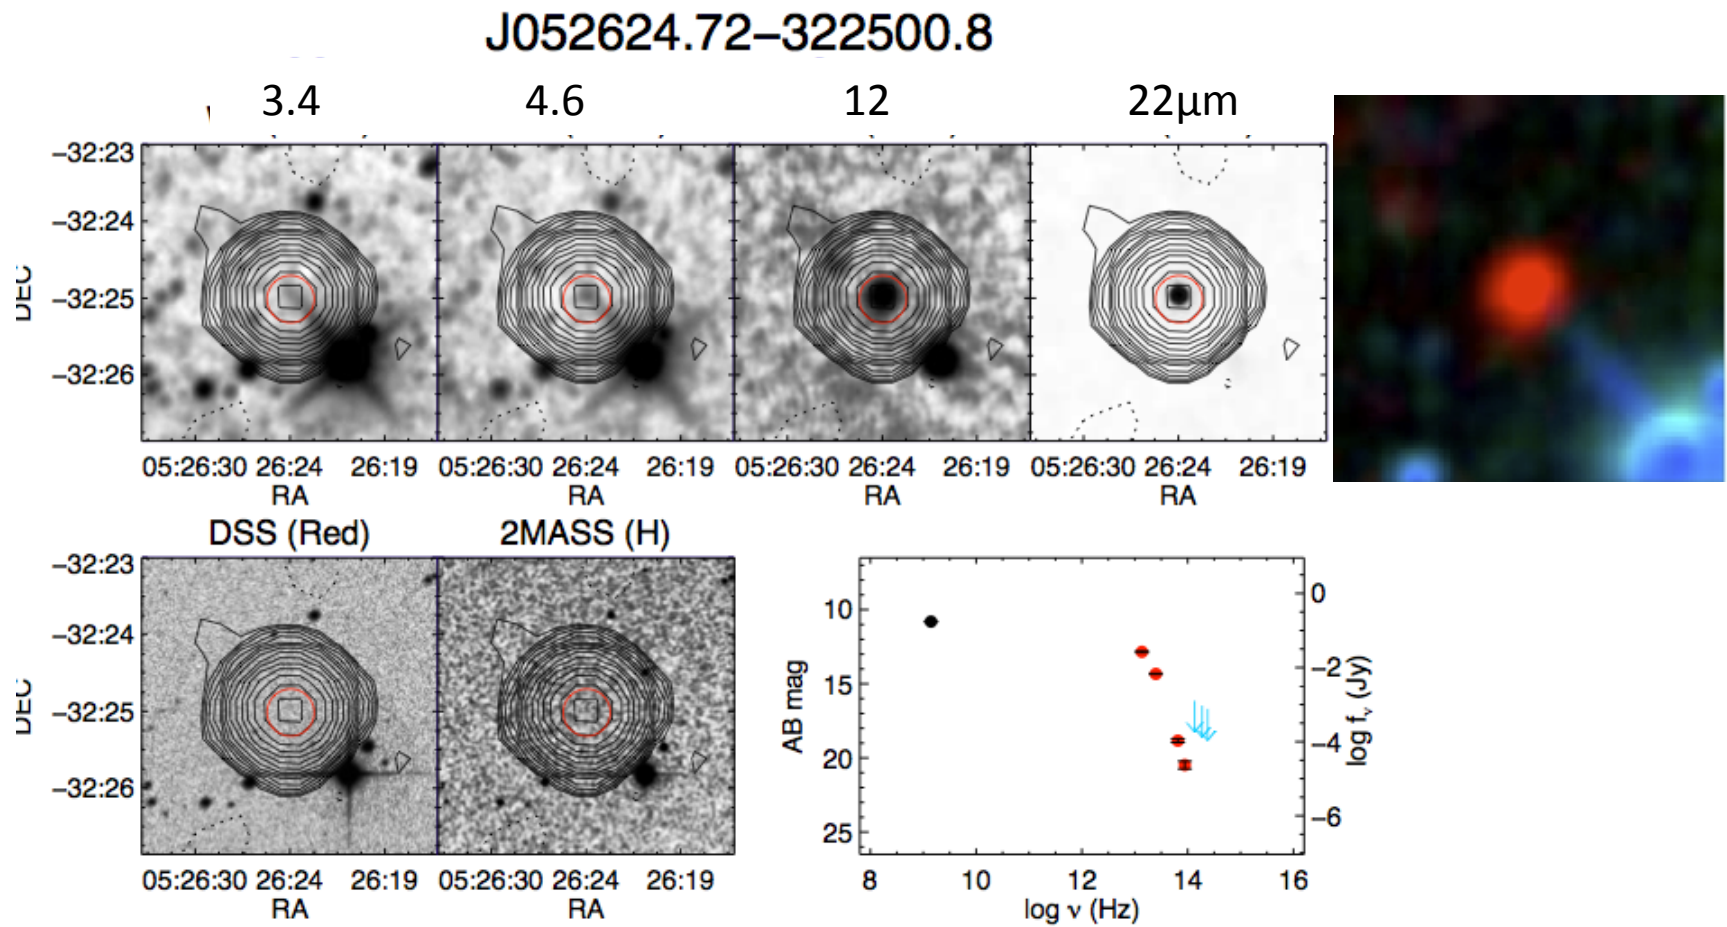 J052624.72−322500.8
3.4 4.6 12 22μm
−32:23
−32:24
−32:25
−32:26
DEC
05:26:30 26:24 26:19 05:26:30 26:24 26:19 05:26:30 26:24 26:19 05:26:30 26:24 26:19
RA RA RA RA
DSS (Red) 2MASS (H)
−32:23
−32:24
−32:25
−32:26
DEC
05:26:30 26:24 26:19 05:26:30 26:24 26:19
RA RA
10
15
20
25
AB mag
0
−2
−4
−6
log fν (Jy)
8 10 12 14 16
log ν (Hz)